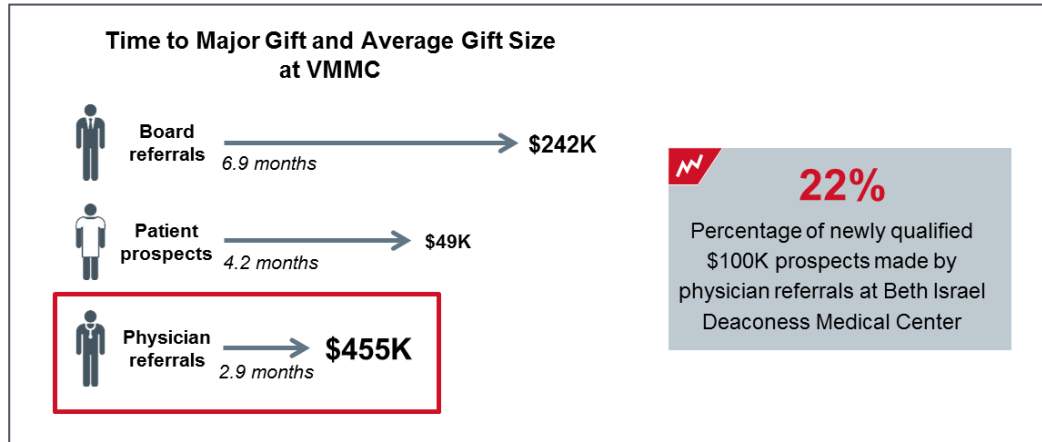 Time to Major Gift and Average Gift Size
at VMMC
Board
referrals
6.9 months
$242K
Patient
prospects
4.2 months
$49K
Physician
referrals
2.9 months
$455K
22%
Percentage of newly qualified
$100K prospects made by
physician referrals at Beth Israel
Deaconess Medical Center